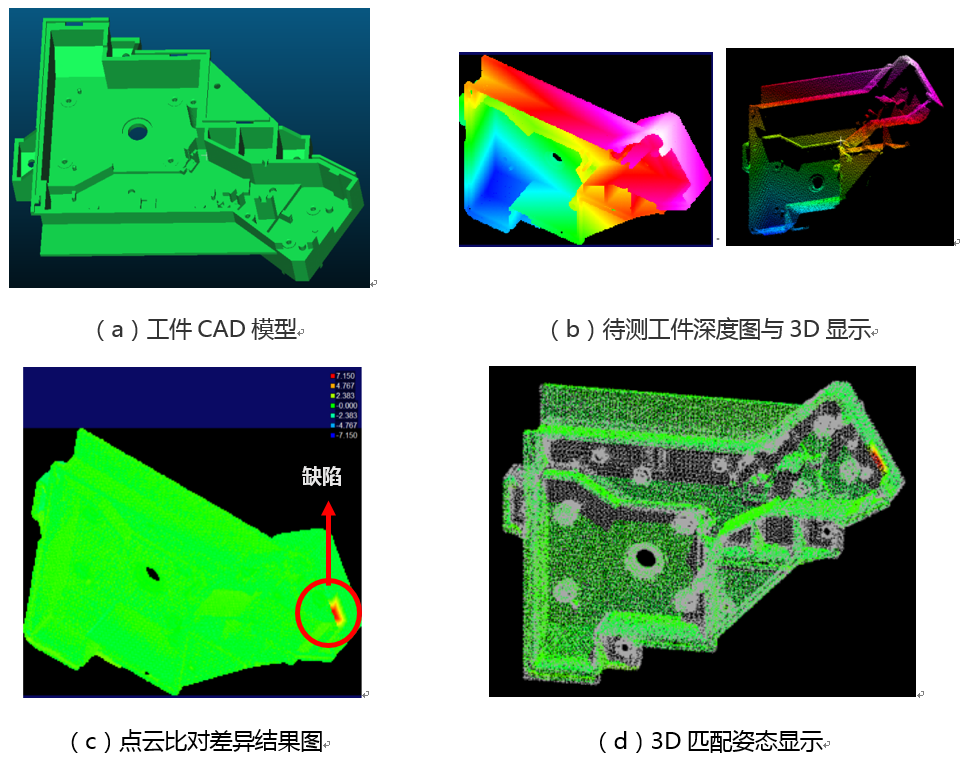 （a）工件 CAD 模型
（b）待测工件深度图与 3D 显示
7.150
4.767
2.383
-0.000
-2.383
-4.767
-7.150
缺陷
（c）点云比对差异结果图
（d）3D 匹配姿态显示